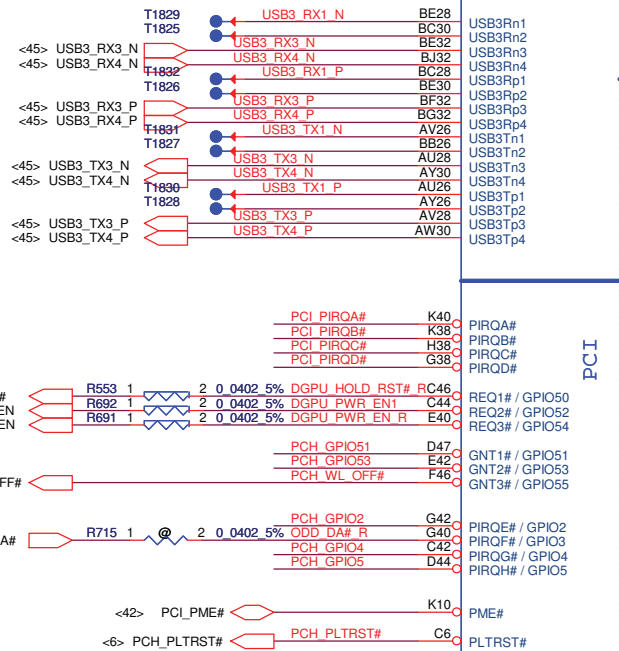 T1829 USB3_RX1_N BE28 USB3Rn1
T1825 BC30 USB3Rn2
<45> USB3_RX3_N USB3_RX3_N BE32 USB3Rn3
<45> USB3_RX4_N USB3_RX4_N BJ32 USB3Rn4
T1832 USB3_RX1_P BC28 USB3Rp1
T1826 BE30 USB3Rp2
<45> USB3_RX3_P USB3_RX3_P BF32 USB3Rp3
<45> USB3_RX4_P USB3_RX4_P BG32 USB3Rp4
T1831 USB3_TX1_N AV26 USB3Tn1
T1827 BB26 USB3Tn2
<45> USB3_TX3_N USB3_TX3_N AU28 USB3Tn3
<45> USB3_TX4_N USB3_TX4_N AY30 USB3Tn4
T1830 USB3_TX1_P AU26 USB3Tp1
T1828 AY26 USB3Tp2
<45> USB3_TX3_P USB3_TX3_P AV28 USB3Tp3
<45> USB3_TX4_P USB3_TX4_P AW30 USB3Tp4
PCI_PIRQA# K40 PIRQA#
PCI_PIRQB# K38 PIRQB#
PCI_PIRQC# H38 PIRQC#
PCI_PIRQD# G38 PIRQD#
PCI
# R553 1 2 0_0402_5% DGPU_HOLD_RST#_R C46 REQ1# / GPIO50
EN R692 1 2 0_0402_5% DGPU_PWR_EN1 C44 REQ2# / GPIO52
EN R691 1 2 0_0402_5% DGPU_PWR_EN_R E40 REQ3# / GPIO54
PCH_GPIO51 D47 GNT1# / GPIO51
PCH_GPIO53 E42 GNT2# / GPIO53
FF# PCH_WL_OFF# F46 GNT3# / GPIO55
PCH_GPIO2 G42 PIRQE# / GPIO2
A# R715 1 @ 2 0_0402_5% ODD_DA#_R G40 PIRQF# / GPIO3
PCH_GPIO4 C42 PIRQG# / GPIO4
PCH_GPIO5 D44 PIRQH# / GPIO5
<42> PCI_PME# K10 PME#
<6> PCH_PLTRST# PCH_PLTRST# C6 PLTRST#